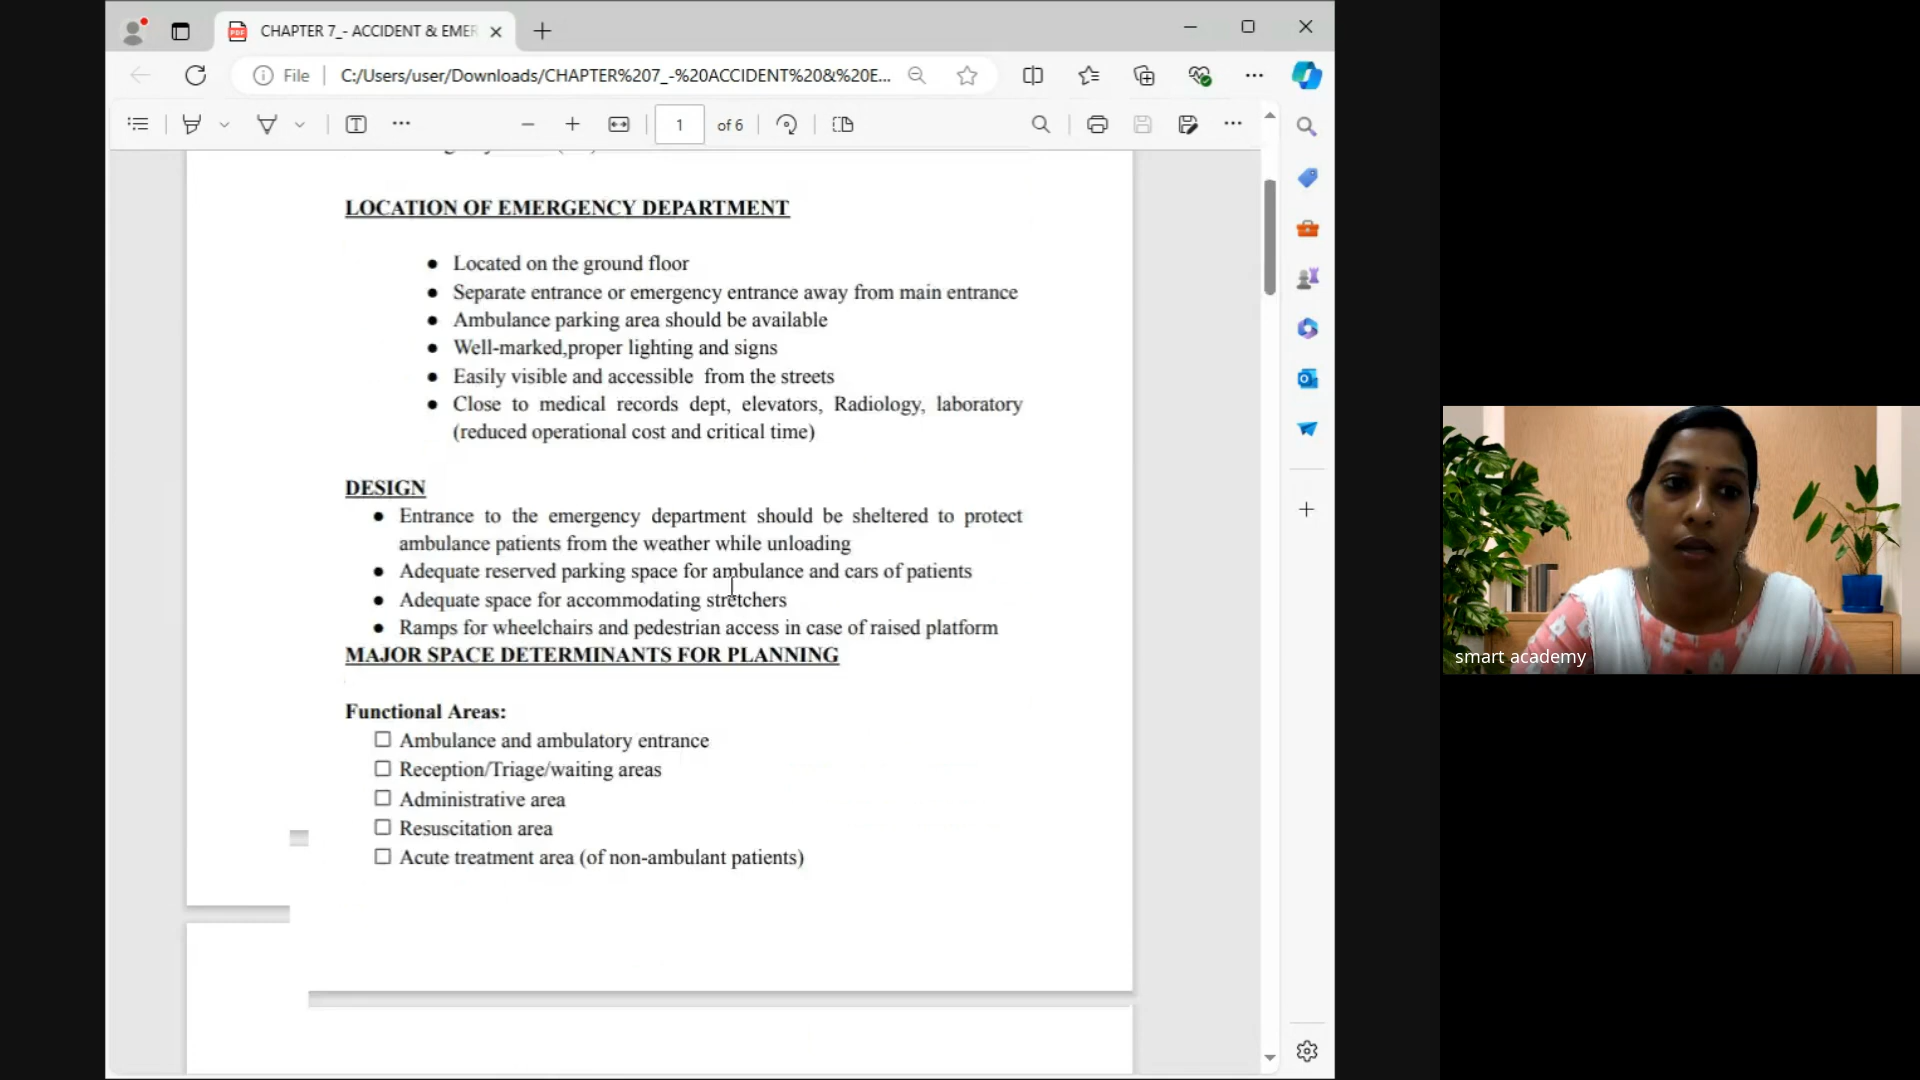 CHAPTER 7_- ACCIDENT & EMER
File
C:/Users/user/Downloads/CHAPTER%207_-%20ACCIDENT%20&%20E...
1
of 6
LOCATION OF EMERGENCY DEPARTMENT
● Located on the ground floor
● Separate entrance or emergency entrance away from main entrance
● Ambulance parking area should be available
● Well-marked,proper lighting and signs
● Easily visible and accessible from the streets
● Close to medical records dept, elevators, Radiology, laboratory
(reduced operational cost and critical time)
DESIGN
● Entrance to the emergency department should be sheltered to protect
ambulance patients from the weather while unloading
● Adequate reserved parking space for ambulance and cars of patients
● Adequate space for accommodating stretchers
● Ramps for wheelchairs and pedestrian access in case of raised platform
MAJOR SPACE DETERMINANTS FOR PLANNING
Functional Areas:
☐ Ambulance and ambulatory entrance
☐ Reception/Triage/waiting areas
☐ Administrative area
☐ Resuscitation area
☐ Acute treatment area (of non-ambulant patients)
smart academy